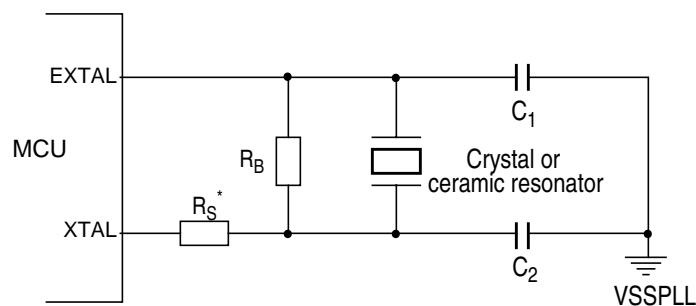 EXTAL
C1
MCU
RB
Crystal or
ceramic resonator
RS*
XTAL
C2
VSSPLL